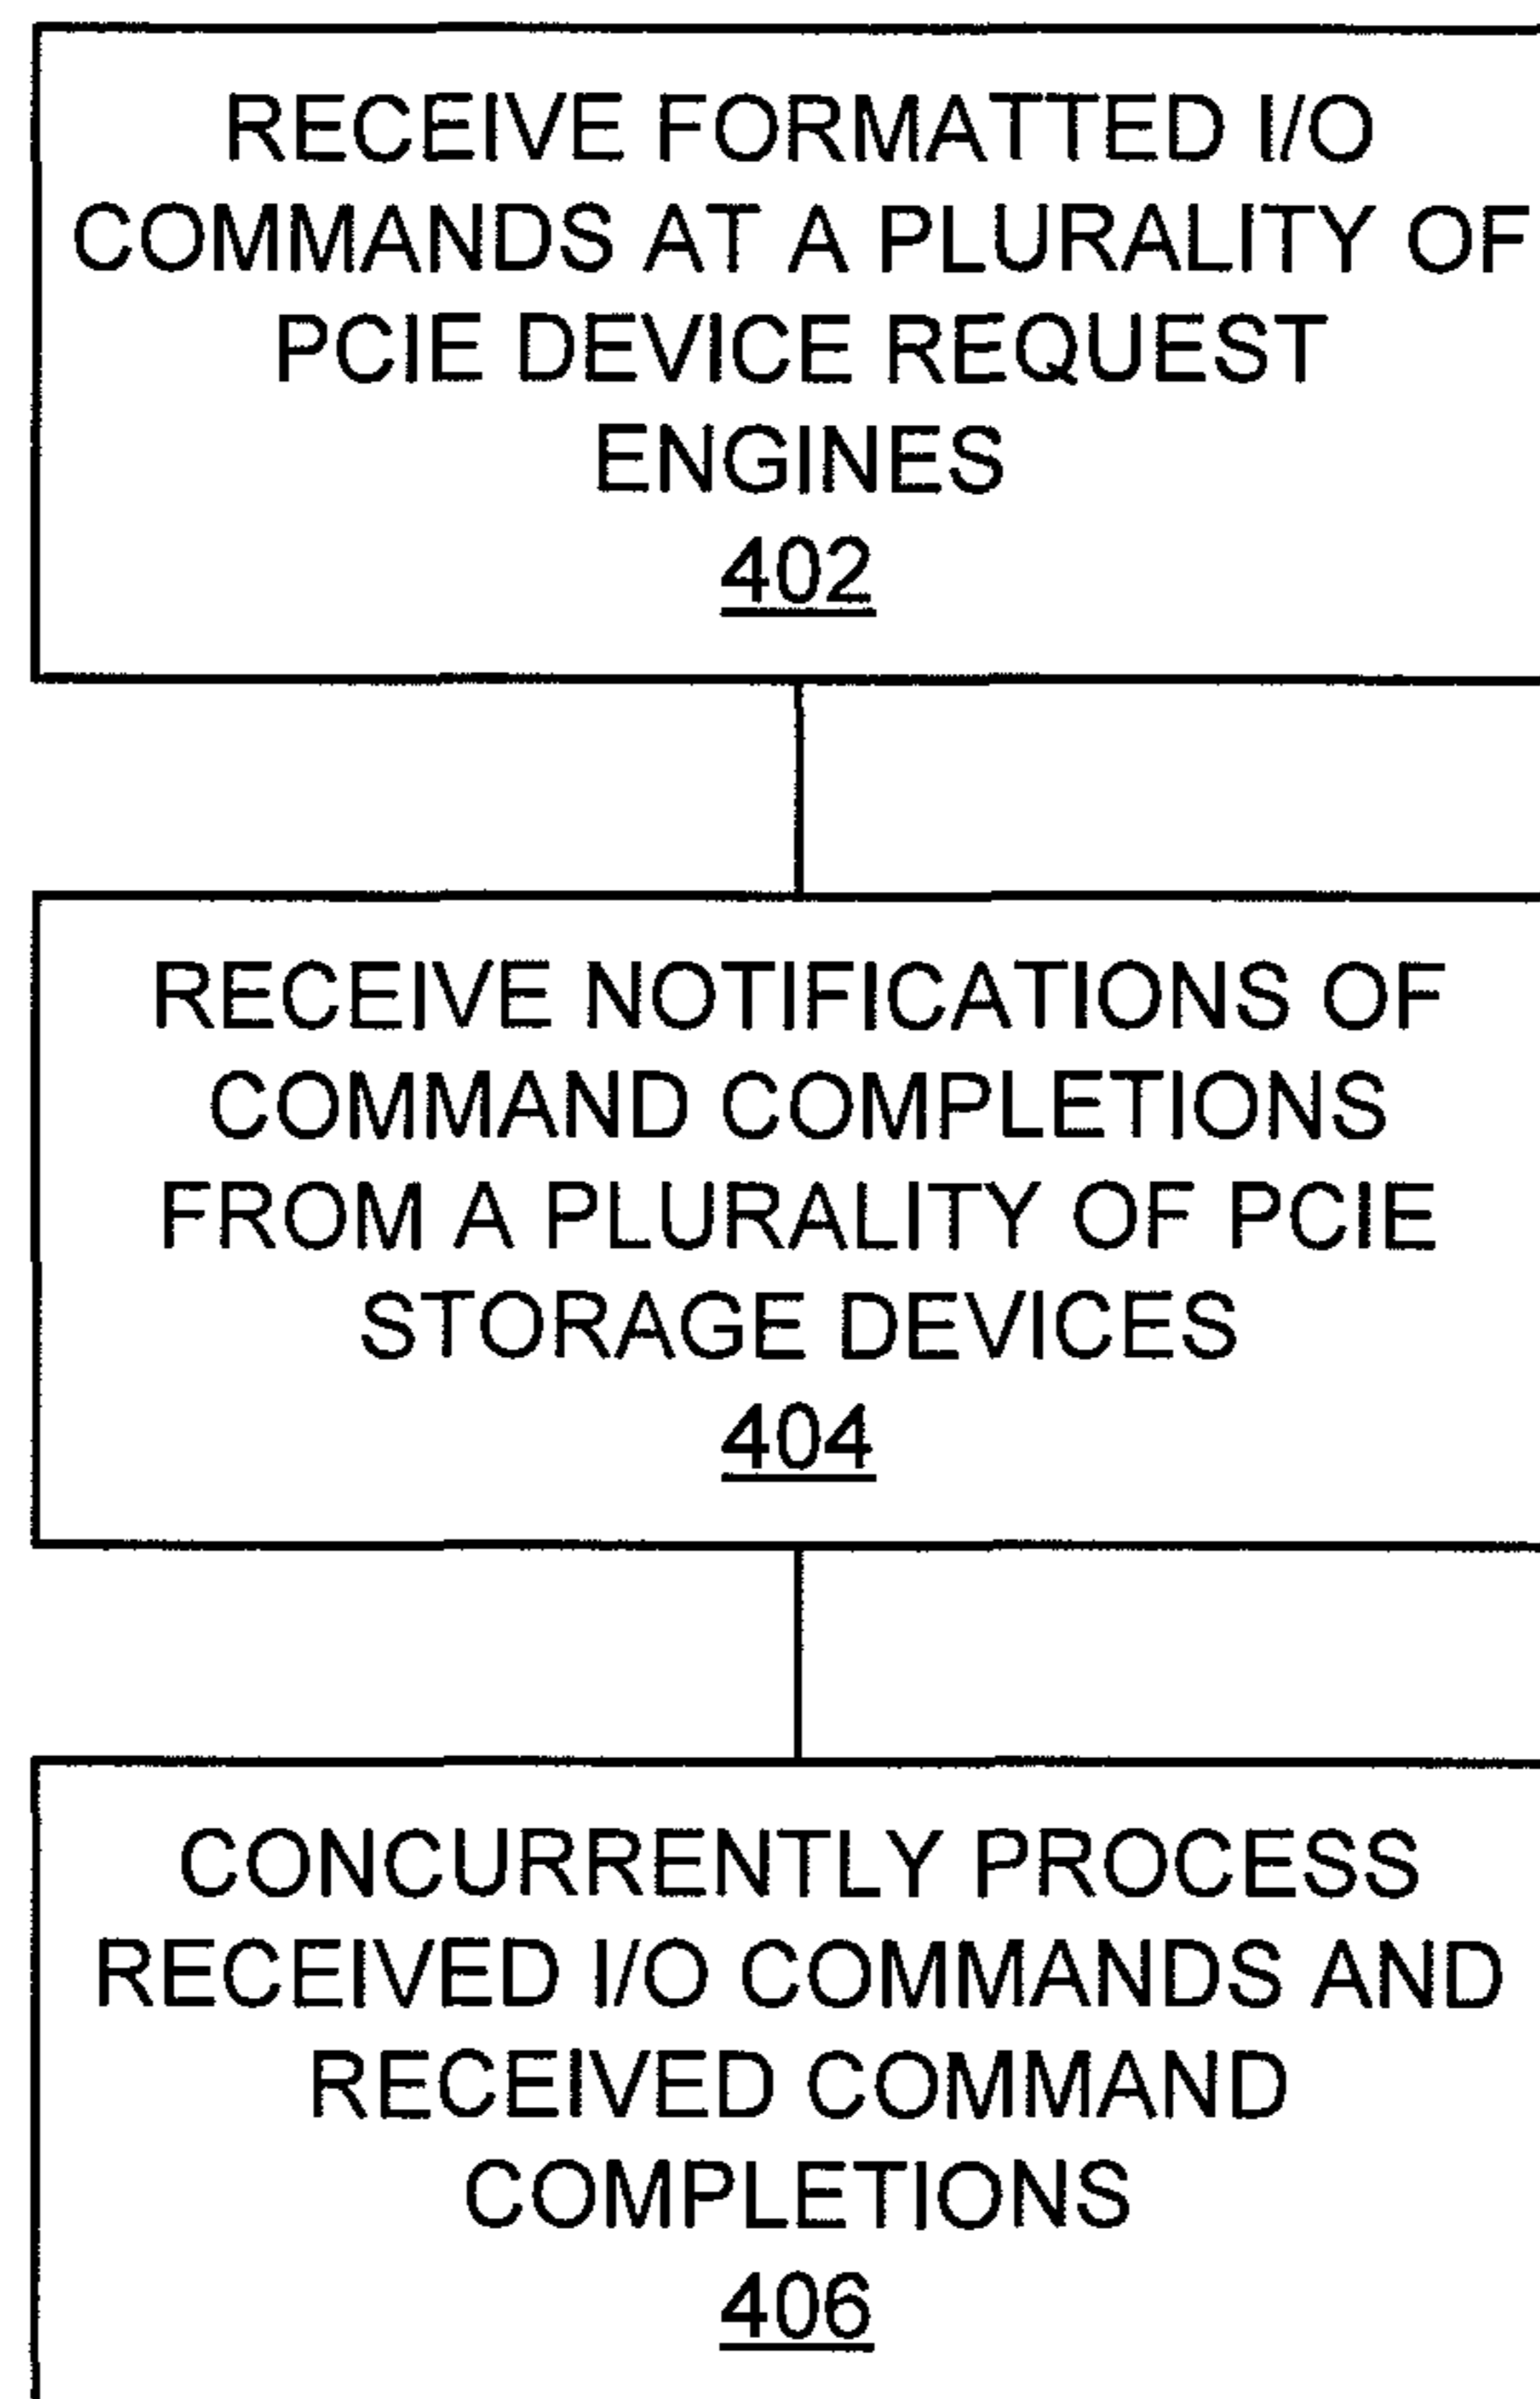 RECEIVE FORMATTED I/O
COMMANDS AT A PLURALITY OF
PCIE DEVICE REQUEST
ENGINES
402
RECEIVE NOTIFICATIONS OF
COMMAND COMPLETIONS
FROM A PLURALITY OF PCIE
STORAGE DEVICES
404
CONCURRENTLY PROCESS
RECEIVED I/O COMMANDS AND
RECEIVED COMMAND
COMPLETIONS
406